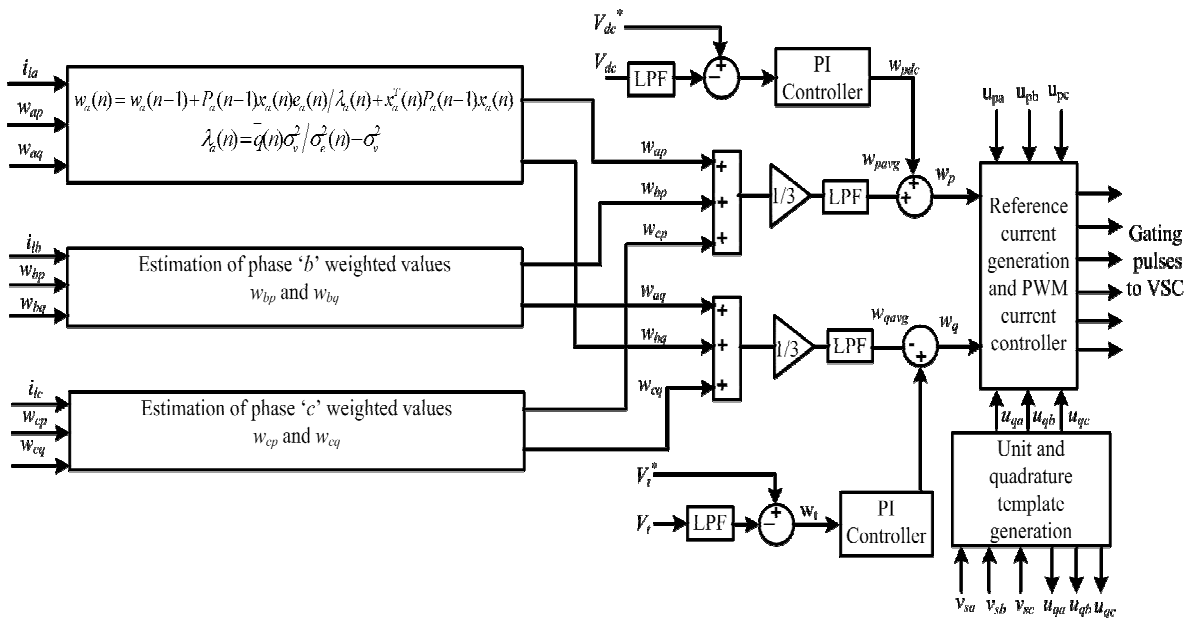 V_dc*
V_dc
LPF
+
−
PI
Controller
w_pdc
i_la
w_ap
w_aq
w_a(n) = w_a(n−1) + P_a(n−1)x_a(n)e_a(n)/λ_a(n) + x_a^T(n)P_a(n−1)x_a(n)
λ_a(n) = q̄(n)σ_v^2/σ_e^2(n) − σ_v^2
w_ap
w_bp
w_cp
+
+
+
1/3
LPF
w_pavg
+
+
w_p
u_pa
u_pb
u_pc
Reference
current
generation
and PWM
current
controller
Gating
pulses
to VSC
i_lb
w_bp
w_bq
Estimation of phase ‘b’ weighted values
w_bp and w_bq
w_aq
w_bq
w_cq
+
+
+
1/3
LPF
w_qavg
-
+
w_q
i_lc
w_cp
w_cq
Estimation of phase ‘c’ weighted values
w_cp and w_cq
V_t*
V_t
LPF
+
−
w_t
PI
Controller
u_qa
u_qb
u_qc
Unit and
quadrature
template
generation
v_sa
v_sb
v_sc
u_qa
u_qb
u_qc